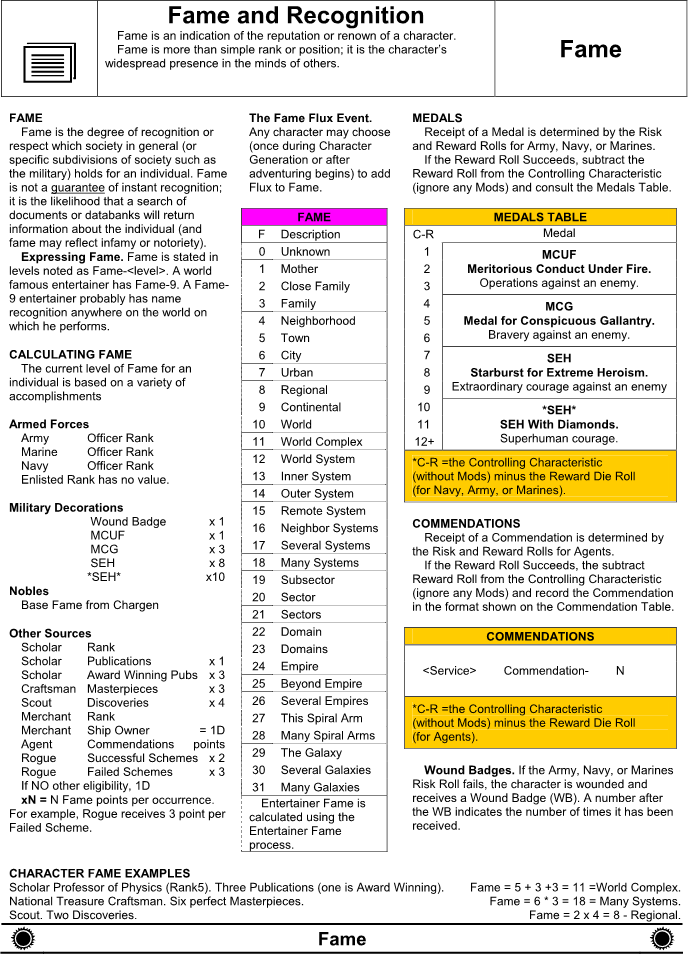 Fame and Recognition
Fame is an indication of the reputation or renown of a character.
Fame is more than simple rank or position; it is the character's
widespread presence in the minds of others.
Fame
FAME
Fame is the degree of recognition or
respect which society in general (or
specific subdivisions of society such as
the military) holds for an individual. Fame
is not a guarantee of instant recognition;
it is the likelihood that a search of
documents or databanks will return
information about the individual (and
fame may reflect infamy or notoriety).
Expressing Fame. Fame is stated in
levels noted as Fame-<level>. A world
famous entertainer has Fame-9. A Fame-
9 entertainer probably has name
recognition anywhere on the world on
which he performs.
CALCULATING FAME
The current level of Fame for an
individual is based on a variety of
accomplishments
Armed Forces
Army Officer Rank
Marine Officer Rank
Navy Officer Rank
Enlisted Rank has no value.
Military Decorations
Wound Badge x 1
MCUF x 1
MCG x 3
SEH x 8
*SEH* x10
Nobles
Base Fame from Chargen
Other Sources
Scholar Rank
Scholar Publications x 1
Scholar Award Winning Pubs x 3
Craftsman Masterpieces x 3
Scout Discoveries x 4
Merchant Rank
Merchant Ship Owner = 1D
Agent Commendations points
Rogue Successful Schemes x 2
Rogue Failed Schemes x 3
If NO other eligibility, 1D
xN = N Fame points per occurrence.
For example, Rogue receives 3 point per
Failed Scheme.
The Fame Flux Event.
Any character may choose
(once during Character
Generation or after
adventuring begins) to add
Flux to Fame.
FAME
F Description
0 Unknown
1 Mother
2 Close Family
3 Family
4 Neighborhood
5 Town
6 City
7 Urban
8 Regional
9 Continental
10 World
11 World Complex
12 World System
13 Inner System
14 Outer System
15 Remote System
16 Neighbor Systems
17 Several Systems
18 Many Systems
19 Subsector
20 Sector
21 Sectors
22 Domain
23 Domains
24 Empire
25 Beyond Empire
26 Several Empires
27 This Spiral Arm
28 Many Spiral Arms
29 The Galaxy
30 Several Galaxies
31 Many Galaxies
Entertainer Fame is
calculated using the
Entertainer Fame
process.
MEDALS
Receipt of a Medal is determined by the Risk
and Reward Rolls for Army, Navy, or Marines.
If the Reward Roll Succeeds, subtract the
Reward Roll from the Controlling Characteristic
(ignore any Mods) and consult the Medals Table.
MEDALS TABLE
C-R Medal
1 MCUF
2 Meritorious Conduct Under Fire.
3 Operations against an enemy.
4 MCG
5 Medal for Conspicuous Gallantry.
6 Bravery against an enemy.
7 SEH
8 Starburst for Extreme Heroism.
9 Extraordinary courage against an enemy
10 *SEH*
11 SEH With Diamonds.
12+ Superhuman courage.
*C-R =the Controlling Characteristic
(without Mods) minus the Reward Die Roll
(for Navy, Army, or Marines).
COMMENDATIONS
Receipt of a Commendation is determined by
the Risk and Reward Rolls for Agents.
If the Reward Roll Succeeds, the subtract
Reward Roll from the Controlling Characteristic
(ignore any Mods) and record the Commendation
in the format shown on the Commendation Table.
COMMENDATIONS
<Service> Commendation- N
*C-R =the Controlling Characteristic
(without Mods) minus the Reward Die Roll
(for Agents).
Wound Badges. If the Army, Navy, or Marines
Risk Roll fails, the character is wounded and
receives a Wound Badge (WB). A number after
the WB indicates the number of times it has been
received.
CHARACTER FAME EXAMPLES
Scholar Professor of Physics (Rank5). Three Publications (one is Award Winning). Fame = 5 + 3 +3 = 11 =World Complex.
National Treasure Craftsman. Six perfect Masterpieces. Fame = 6 * 3 = 18 = Many Systems.
Scout. Two Discoveries. Fame = 2 x 4 = 8 - Regional.
Fame